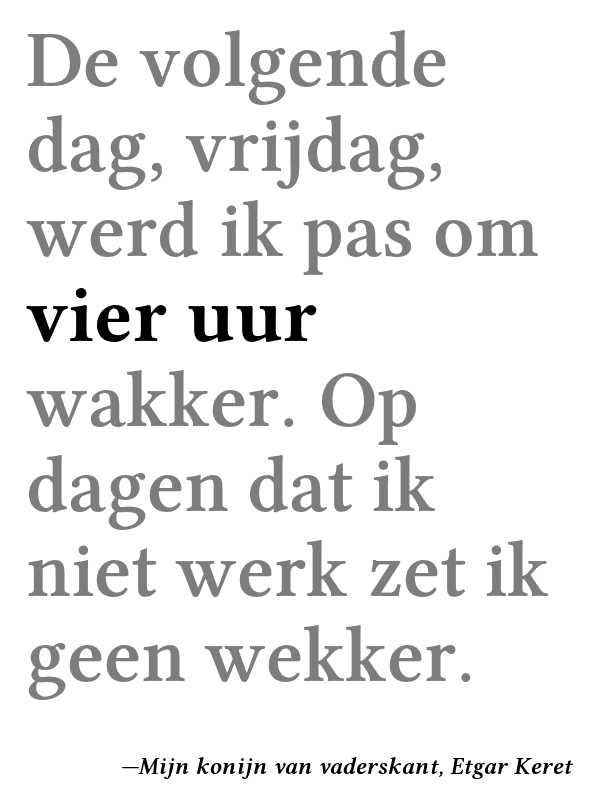 De volgende
dag, vrijdag,
werd ik pas om
vier uur
wakker. Op
dagen dat ik
niet werk zet ik
geen wekker.
—Mijn konijn van vaderskant, Etgar Keret